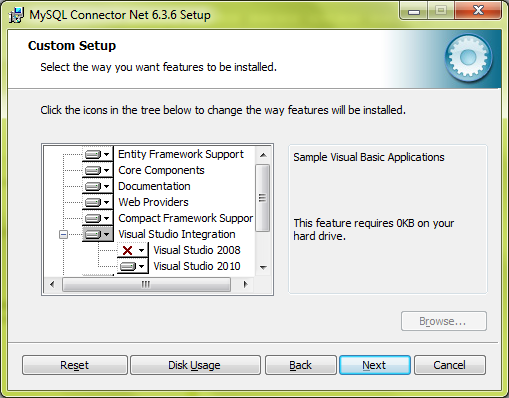 MySQL Connector Net 6.3.6 Setup
Custom Setup
Select the way you want features to be installed.
Click the icons in the tree below to change the way features will be installed.
Entity Framework Support
Core Components
Documentation
Web Providers
Compact Framework Suppor
Visual Studio Integration
Visual Studio 2008
Visual Studio 2010
Sample Visual Basic Applications
This feature requires 0KB on your
hard drive.
Browse...
Reset
Disk Usage
Back
Next
Cancel